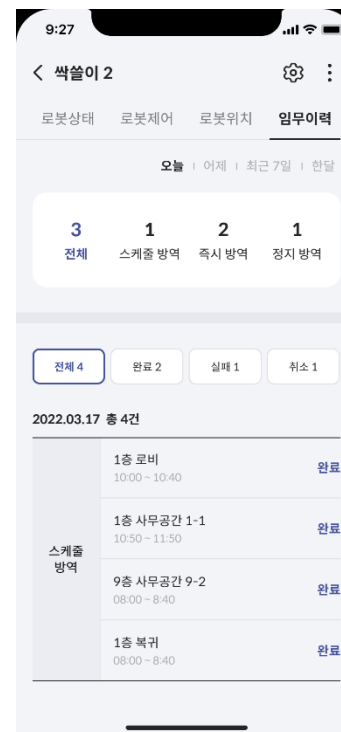 9:27
싹쓸이 2
로봇상태 로봇제어 로봇위치 임무이력
오늘 어제 최근 7일 한달
3 1 2 1
전체 스케줄 방역 즉시 방역 정지 방역
전체 4 완료 2 실패 1 취소 1
2022.03.17 총 4건
스케줄
방역
1층 로비 완료
10:00 ~ 10:40
1층 사무공간 1-1 완료
10:50 ~ 11:50
9층 사무공간 9-2 완료
08:00 ~ 8:40
1층 복귀 완료
08:00 ~ 8:40